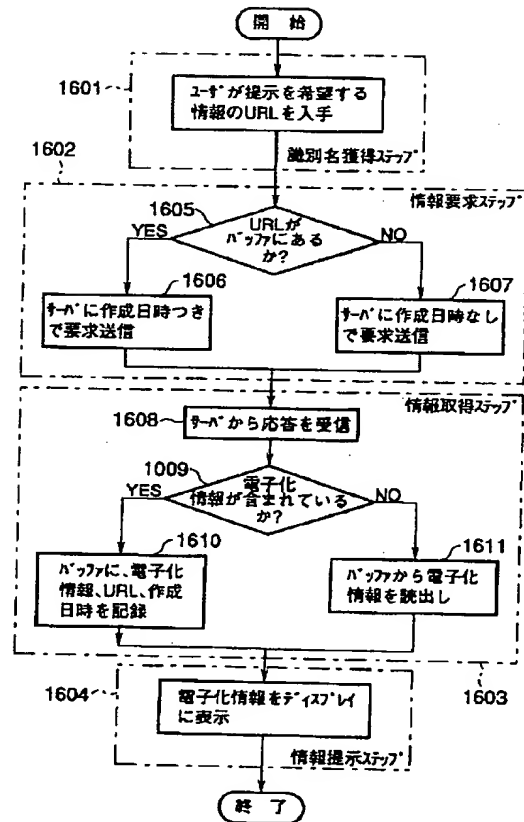 開 始
1601
ユーザが提示を希望する
情報のURLを入手
識別名獲得ステップ
1602
情報要求ステップ
1605
URLが
バッファにある
か?
YES
NO
1606
サーバに作成日時つき
で要求送信
1607
サーバに作成日時なし
で要求送信
情報取得ステップ
1608
サーバから応答を受信
1009
電子化
情報が含まれている
か?
YES
NO
1610
バッファに、電子化
情報、URL、作成
日時を記録
1611
バッファから電子化
情報を読出し
1603
1604
電子化情報をディスプレイ
に表示
情報提示ステップ
終 了